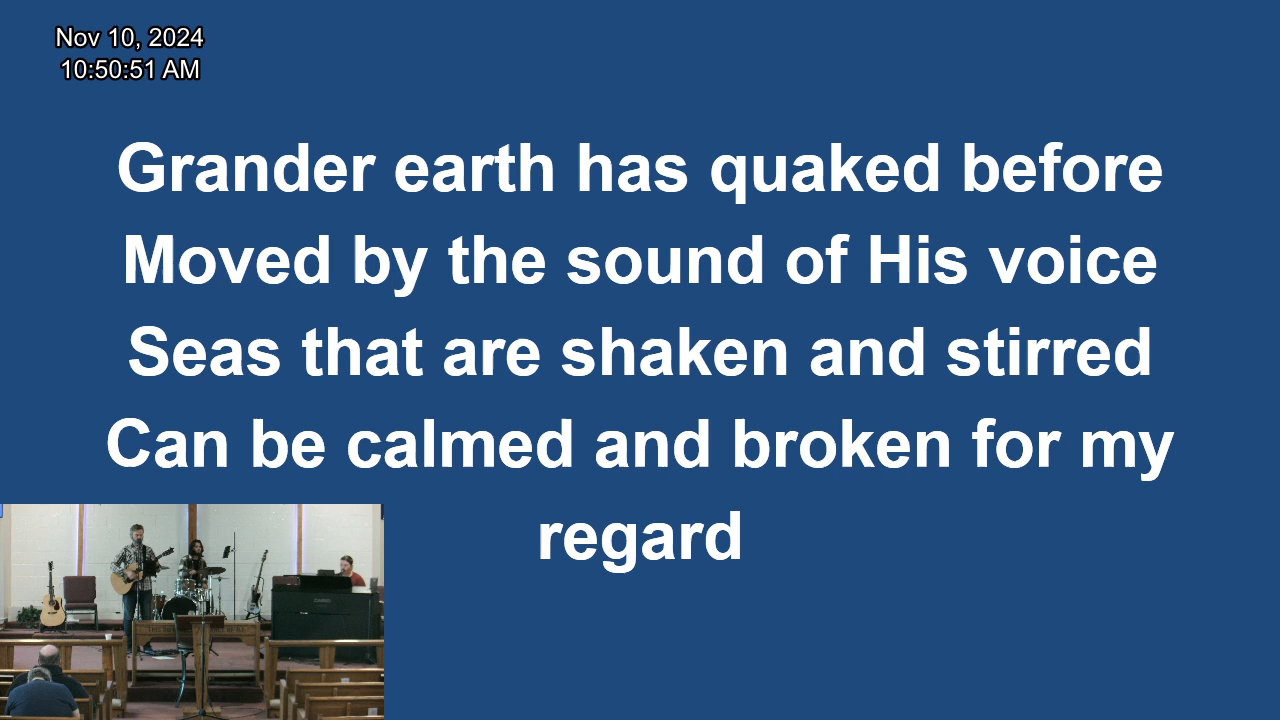 Nov 10, 2024
10:50:51 AM
Grander earth has quaked before
Moved by the sound of His voice
Seas that are shaken and stirred
Can be calmed and broken for my
regard
CASIO